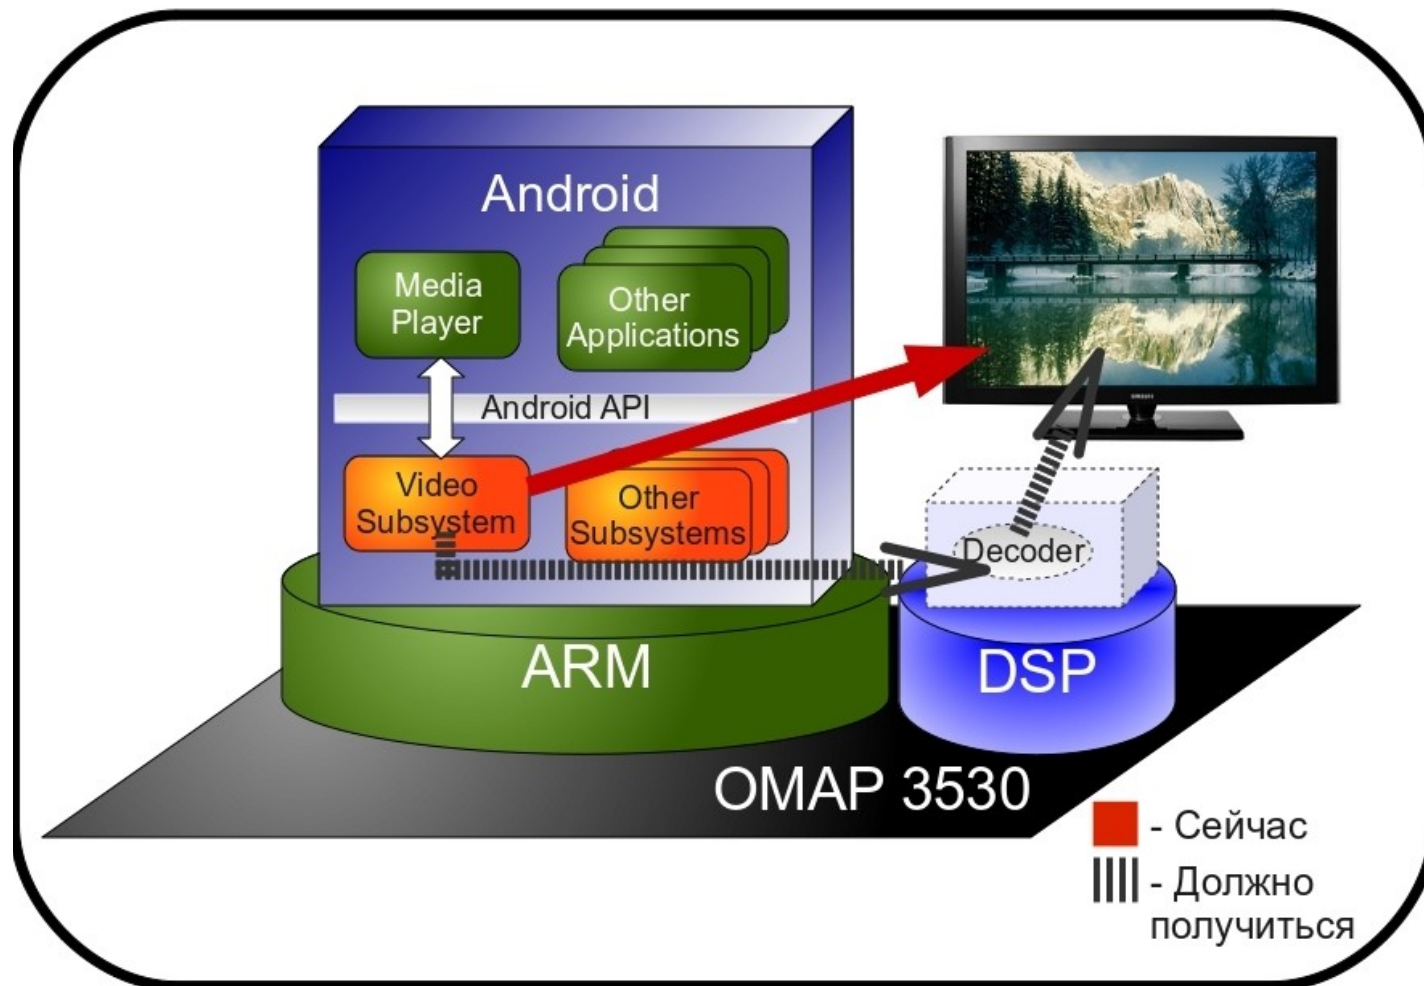 Android
Media
Player
Other
Applications
Android API
Video
Subsystem
Other
Subsystems
Decoder
ARM
DSP
OMAP 3530
- Сейчас
- Должно
получиться
SAMSUNG